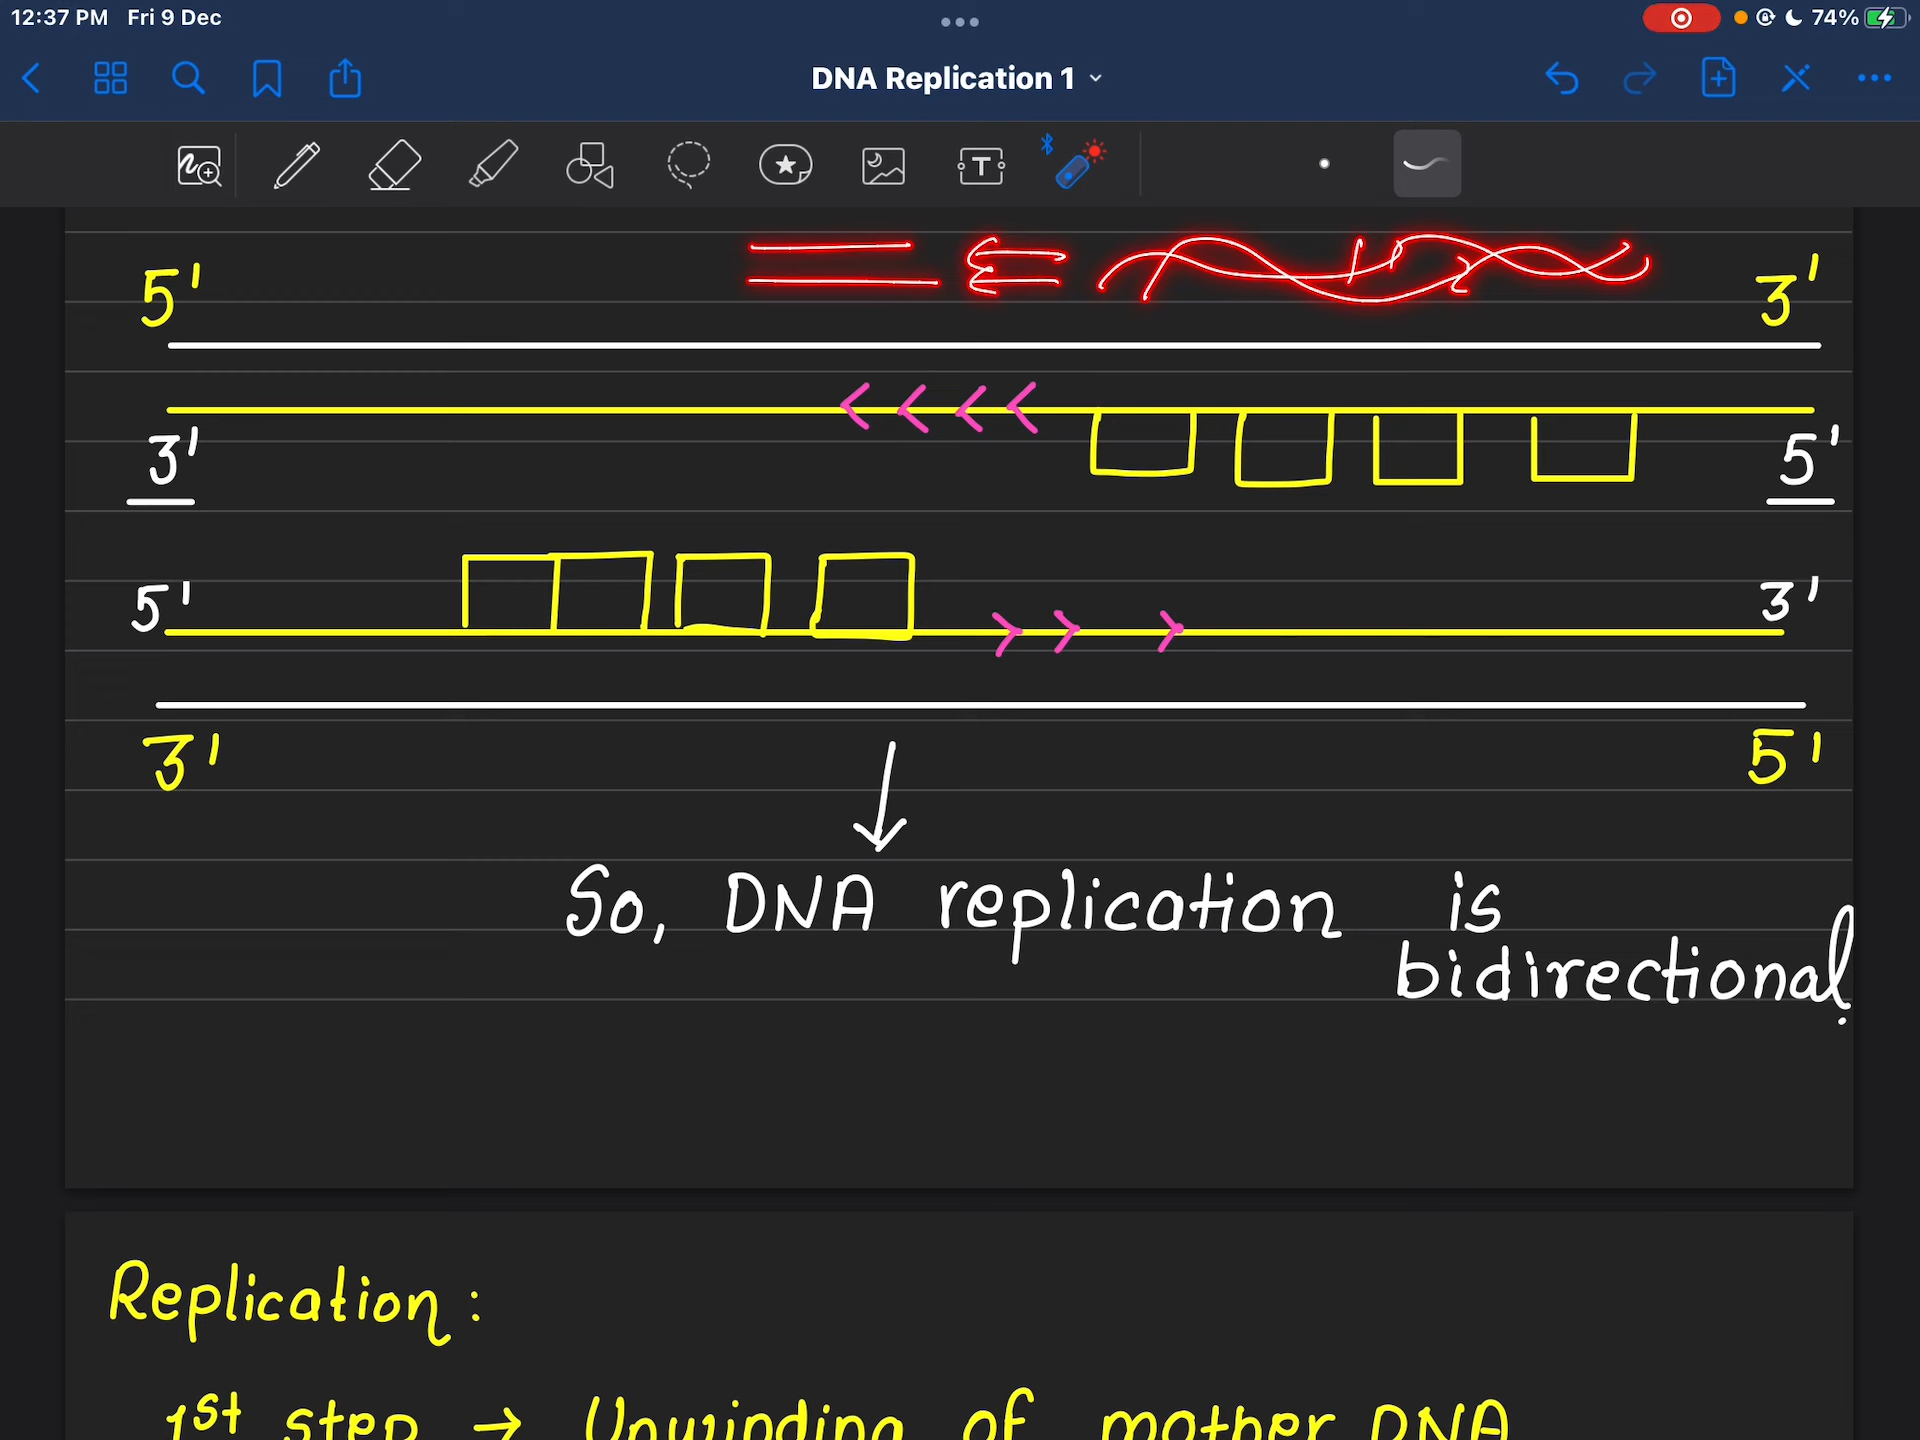 12:37 PM Fri 9 Dec
74%
DNA Replication 1
T
5' 3'
3' 5'
5' 3'
3' 5'
So, DNA replication is
bidirectional.
Replication :
1st step → Unwinding of mother DNA